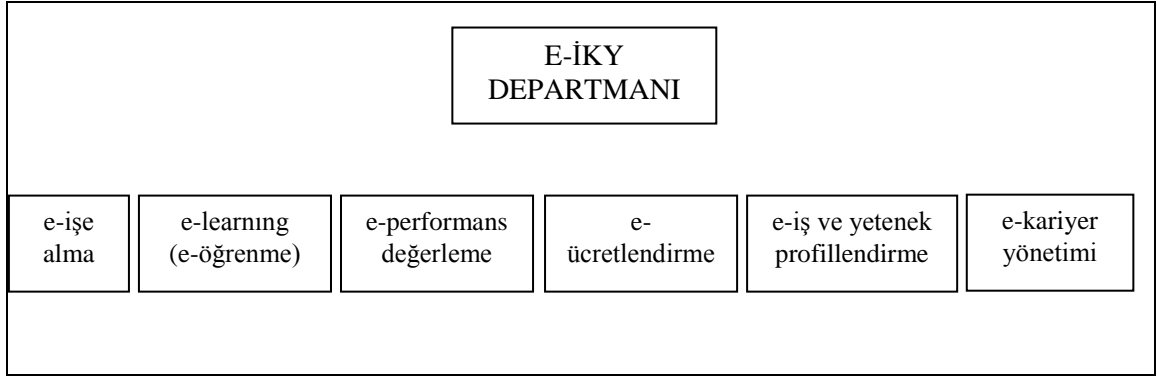 E-İKY
DEPARTMANI
e-işe
alma
e-learnıng
(e-öğrenme)
e-performans
değerleme
e-
ücretlendirme
e-iş ve yetenek
profillendirme
e-kariyer
yönetimi